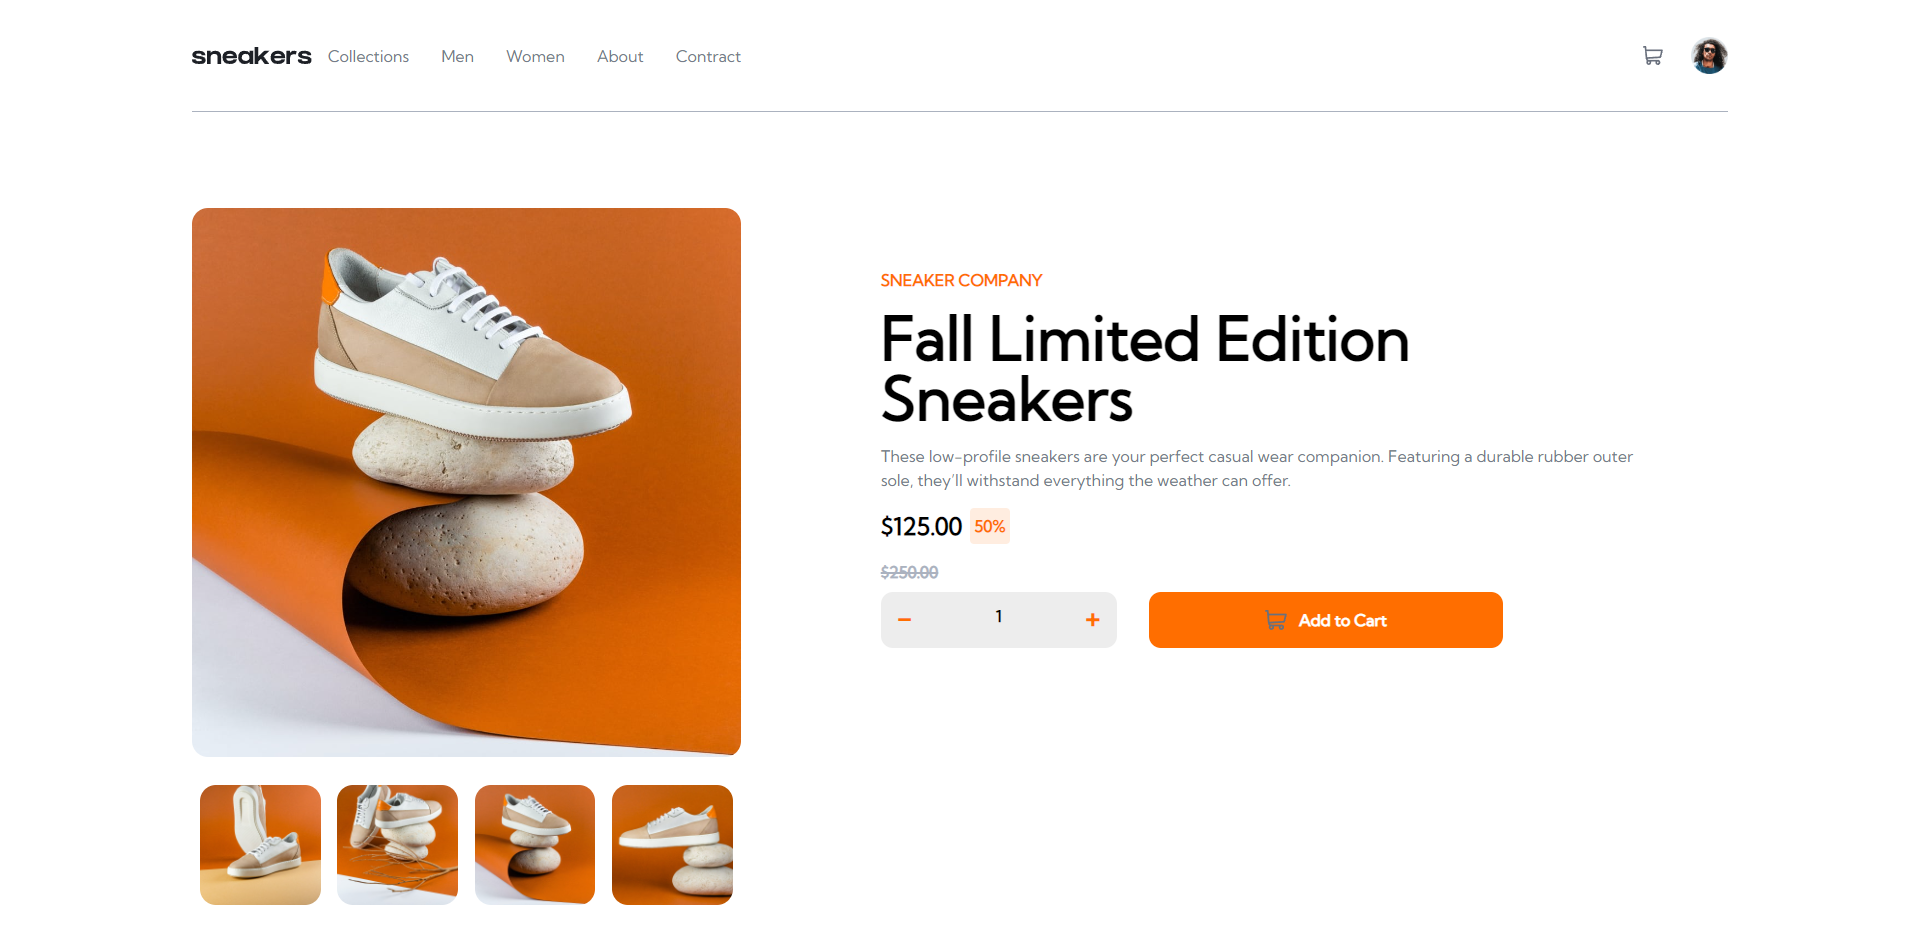 sneakers Collections Men Women About Contract
SNEAKER COMPANY
Fall Limited Edition
Sneakers
These low-profile sneakers are your perfect casual wear companion. Featuring a durable rubber outer
sole, they’ll withstand everything the weather can offer.
$125.00 50%
$250.00
− 1 + Add to Cart